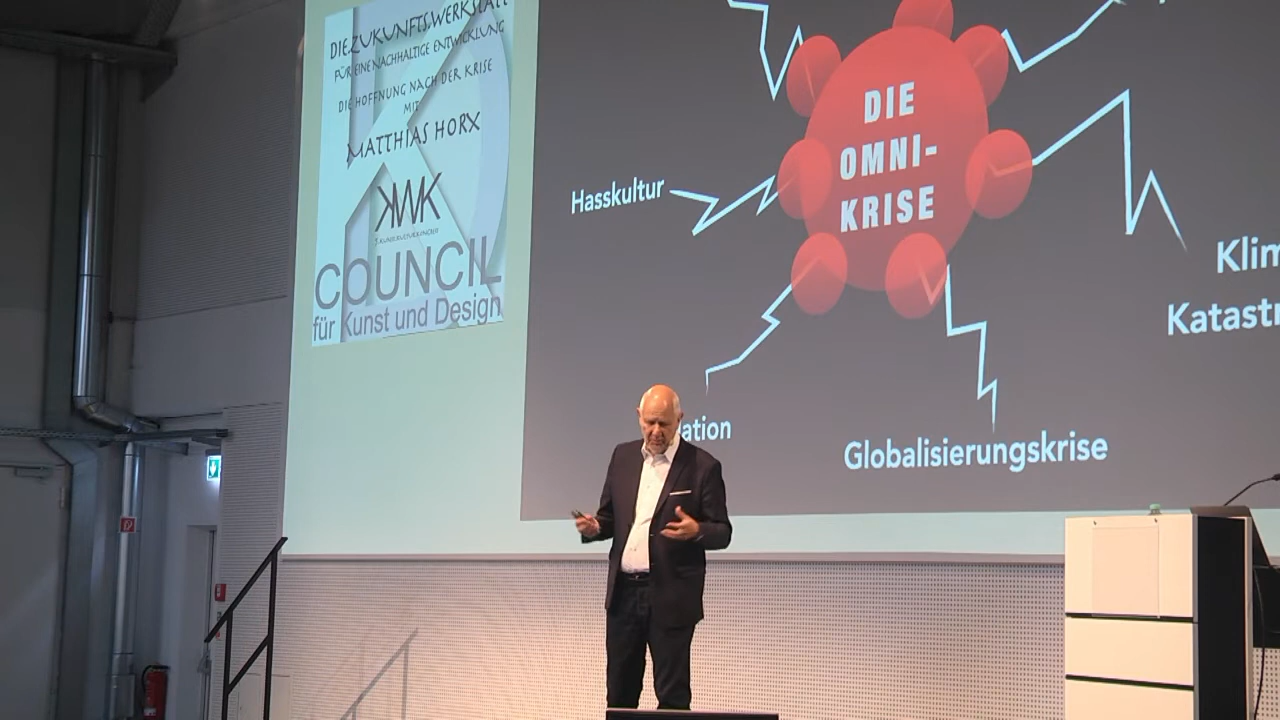 DIE ZUKUNFTSWERKSTATT
FÜR EINE NACHHALTIGE ENTWICKLUNG
DIE HOFFNUNG NACH DER KRISE
MIT
MATTHIAS HORX
KWK
COUNCIL
für Kunst und Design
DIE
OMNI-
KRISE
Hasskultur
ation
Globalisierungskrise
Klim
Katastr